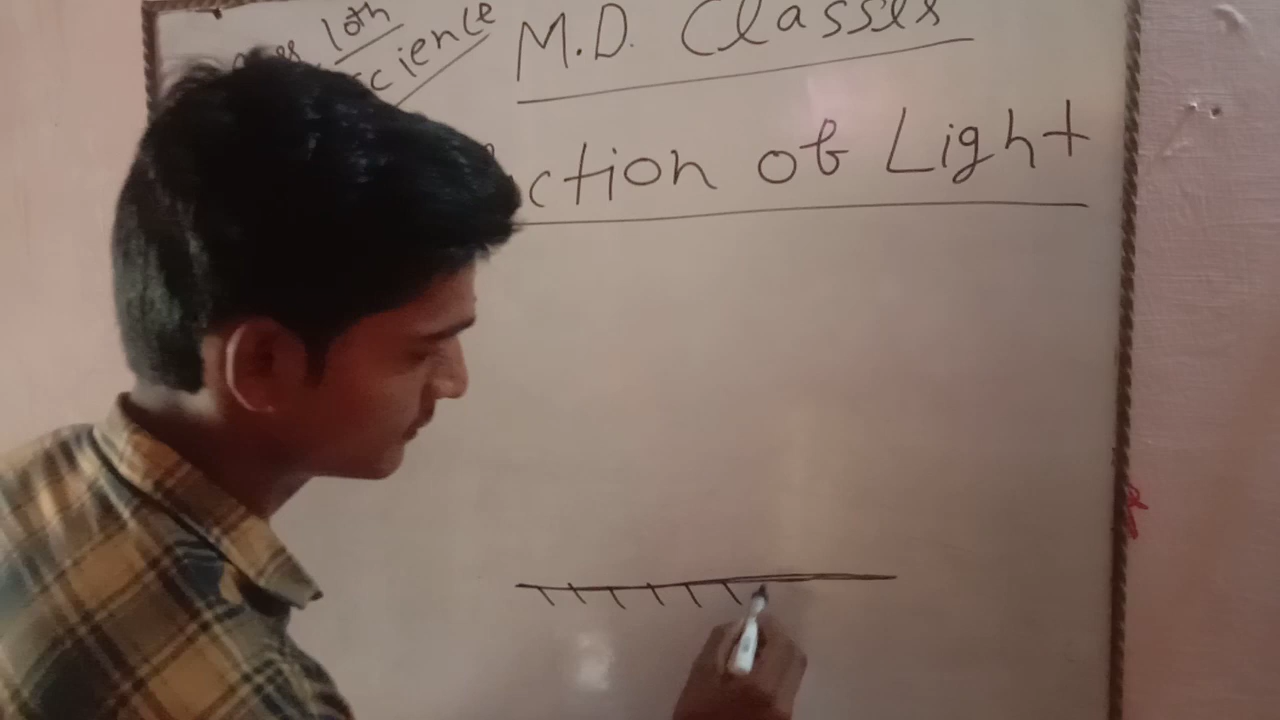 10th
science
M.D. Classes
ction of Light